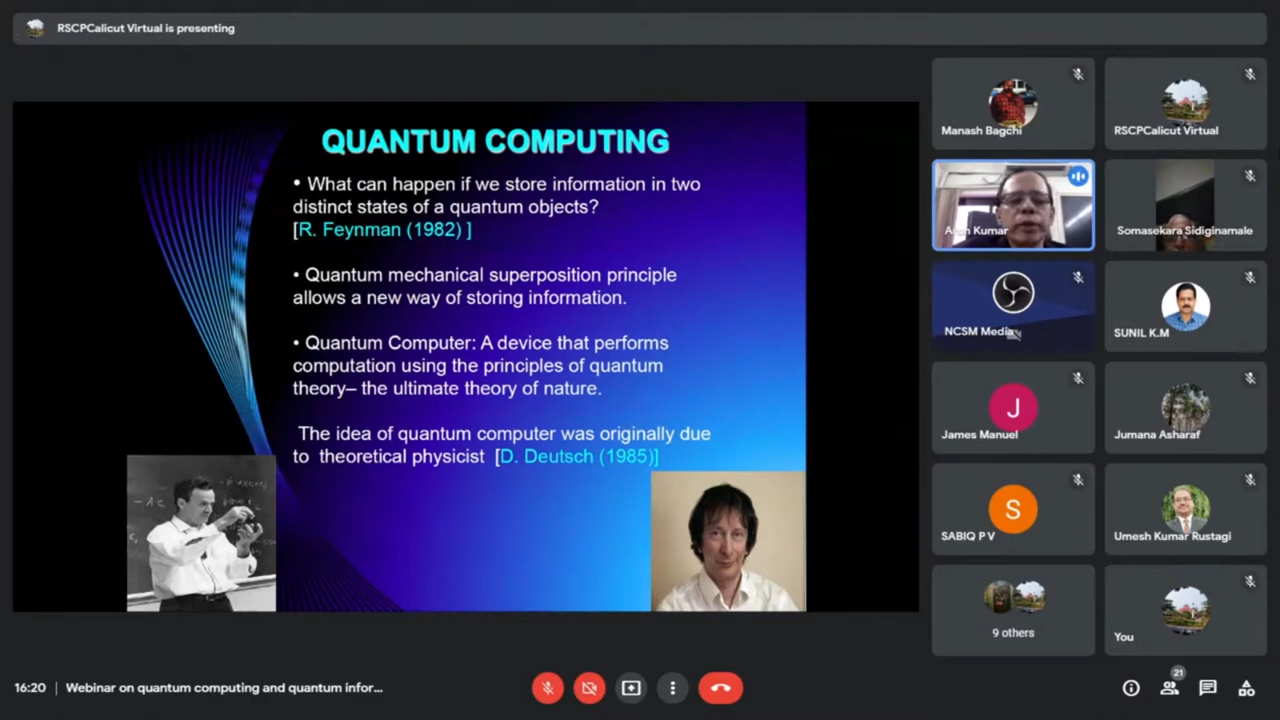 RSCPCalicut Virtual is presenting
QUANTUM COMPUTING
• What can happen if we store information in two
distinct states of a quantum objects?
[R. Feynman (1982) ]
• Quantum mechanical superposition principle
allows a new way of storing information.
• Quantum Computer: A device that performs
computation using the principles of quantum
theory– the ultimate theory of nature.
The idea of quantum computer was originally due
to theoretical physicist [D. Deutsch (1985)]
Manash Bagchi
RSCPCalicut Virtual
Arun Kumar
Somasekara Sidiginamale
NCSM Media
SUNIL K.M
J
James Manuel
Jumana Asharaf
S
SABIQ P V
Umesh Kumar Rustagi
9 others
You
16:20 | Webinar on quantum computing and quantum infor...
21